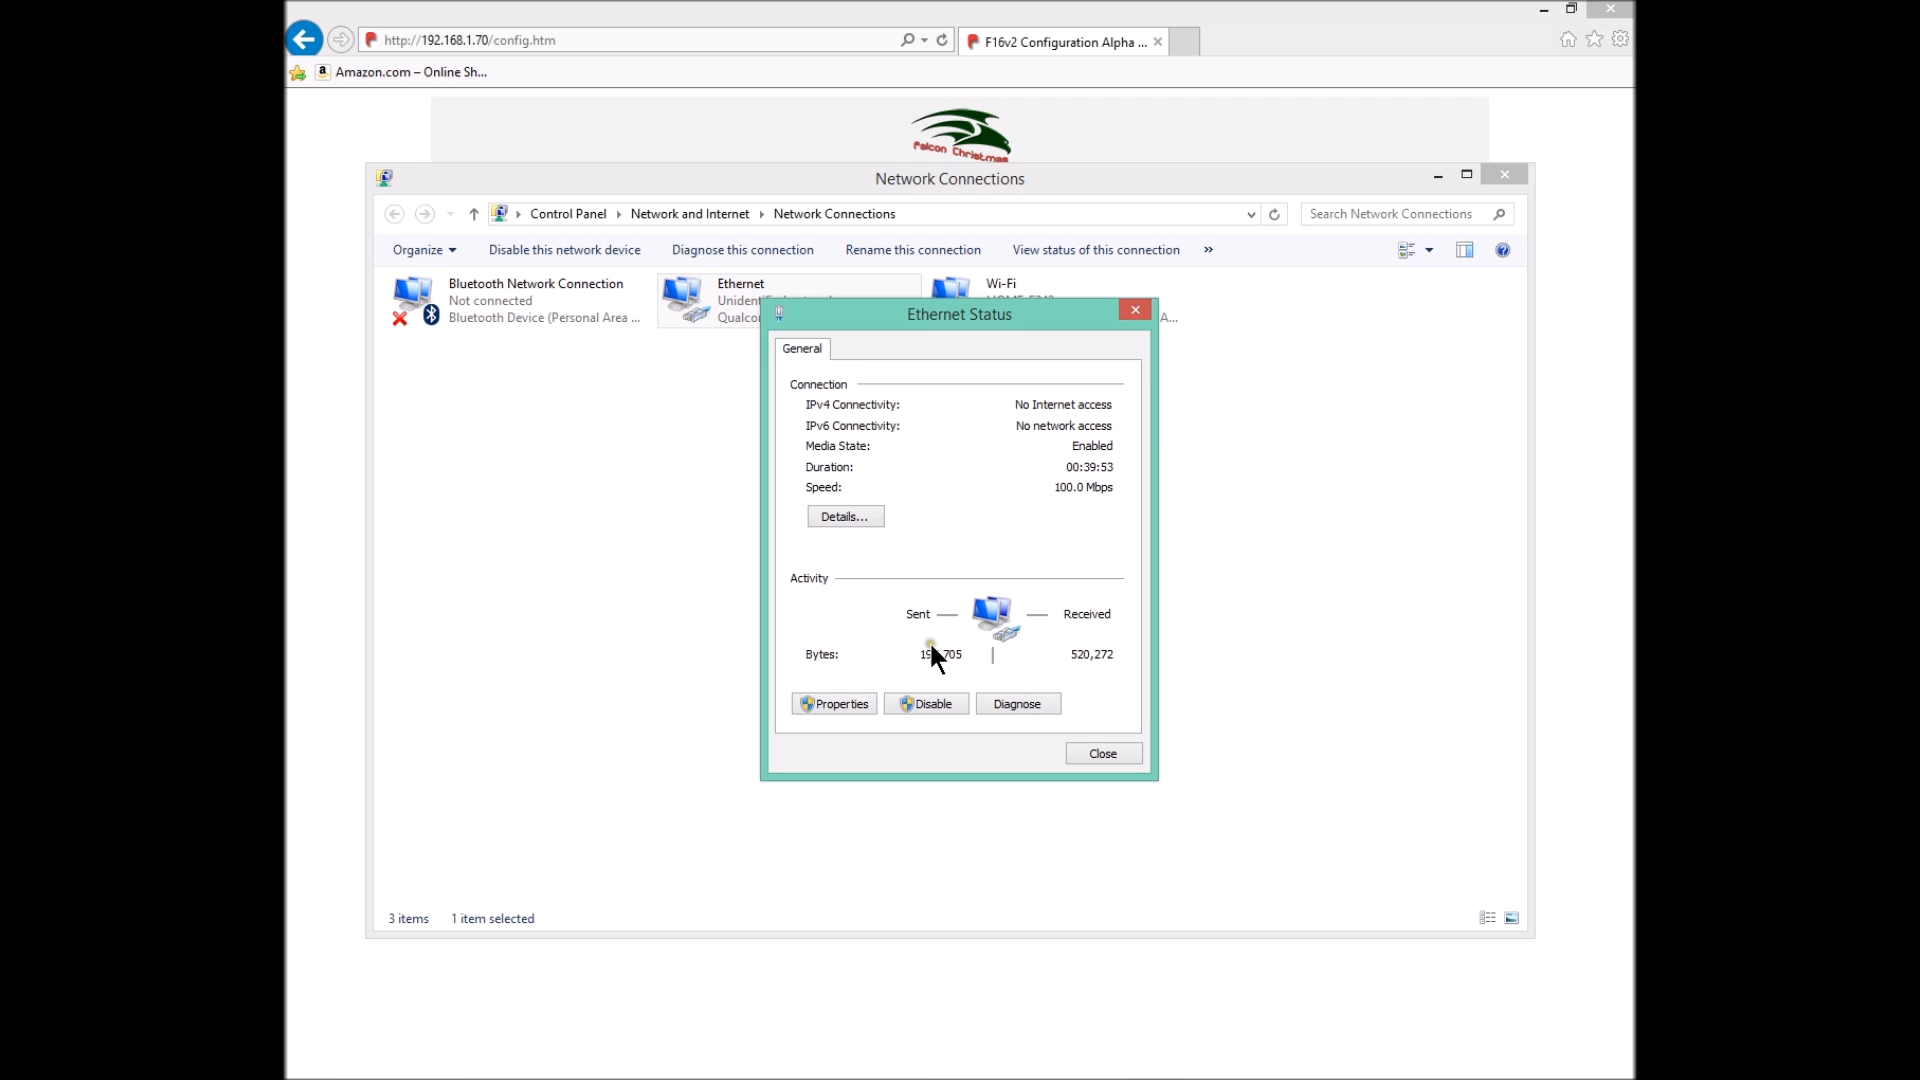 http://192.168.1.70/config.htm
F16v2 Configuration Alpha ...
Amazon.com – Online Sh...
Falcon Christmas
Network Connections
Control Panel Network and Internet Network Connections
Search Network Connections
Organize Disable this network device Diagnose this connection Rename this connection View status of this connection »
Bluetooth Network Connection
Not connected
Bluetooth Device (Personal Area ...
Ethernet
Wi-Fi
A...
Ethernet Status
General
Connection
IPv4 Connectivity: No Internet access
IPv6 Connectivity: No network access
Media State: Enabled
Duration: 00:39:53
Speed: 100.0 Mbps
Details...
Activity
Sent Received
Bytes: 520,272
Properties Disable Diagnose
Close
3 items 1 item selected